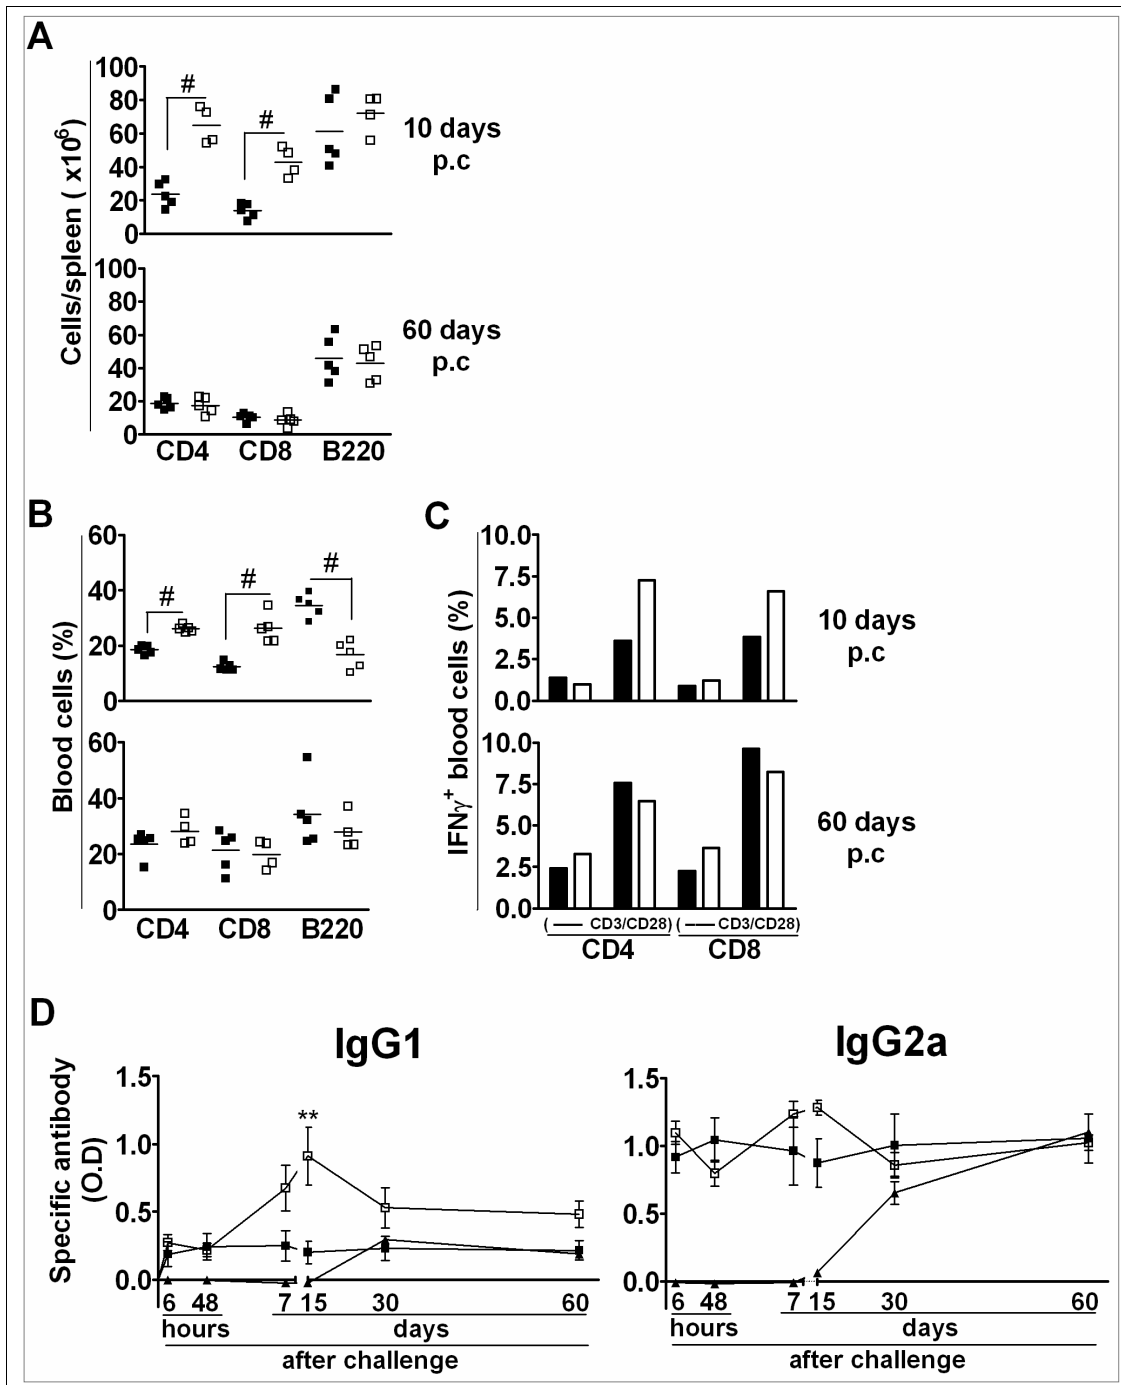 A
Cells/spleen ( x10⁶)
100
80
60
40
20
0
#
#
10 days
p.c
100
80
60
40
20
0
60 days
p.c
CD4 CD8 B220
B
Blood cells (%)
60
40
20
0
#
#
#
60
40
20
0
CD4 CD8 B220
C
IFNγ⁺ blood cells (%)
10.0
7.5
5.0
2.5
0.0
10 days
p.c
10.0
7.5
5.0
2.5
0.0
60 days
p.c
( — CD3/CD28) ( — CD3/CD28)
CD4 CD8
D
IgG1
Specific antibody
(O.D)
1.5
1.0
0.5
0.0
**
6 48 7 15 30 60
hours days
after challenge
IgG2a
1.5
1.0
0.5
0.0
6 48 7 15 30 60
hours days
after challenge